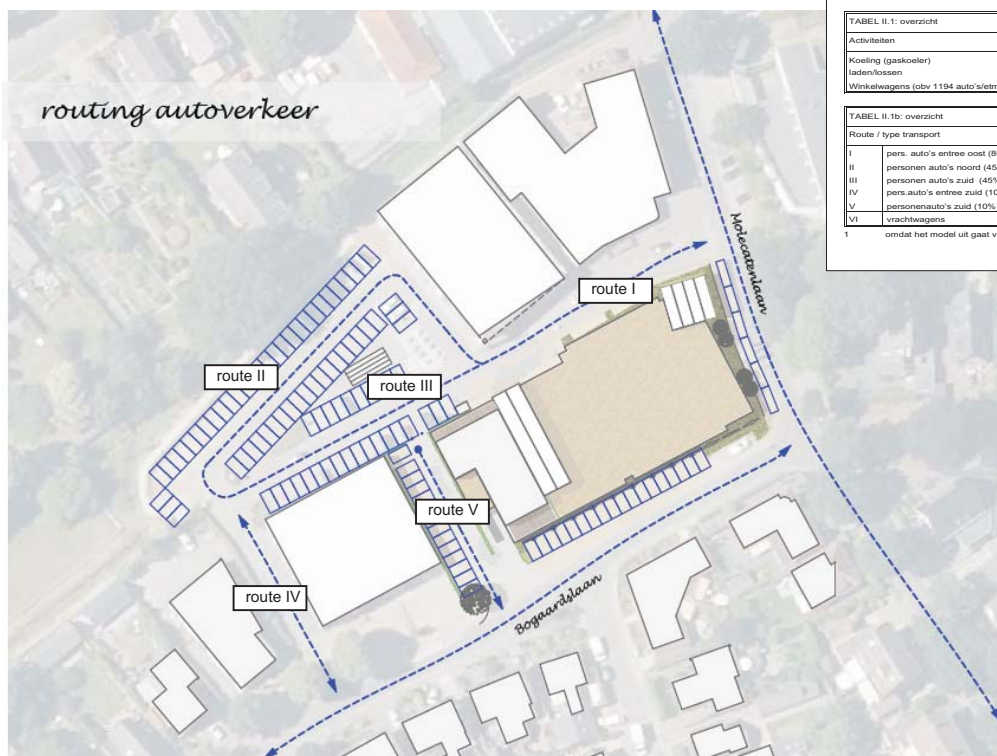 routing autoverkeer
route I
route II
route III
route V
route IV
Molecatenlaan
Bogaardslaan
TABEL II.1: overzicht
Activiteiten
Koeling (gaskoeler)
laden/lossen
Winkelwagens (obv 1194 auto's/etm
TABEL II.1b: overzicht
Route / type transport
I pers. auto's entree oost (8
II personen auto's noord (45
III personen auto's zuid (45%
IV pers.auto's entree zuid (10
V personenauto's zuid (10%
VI vrachtwagens
1 omdat het model uit gaat v